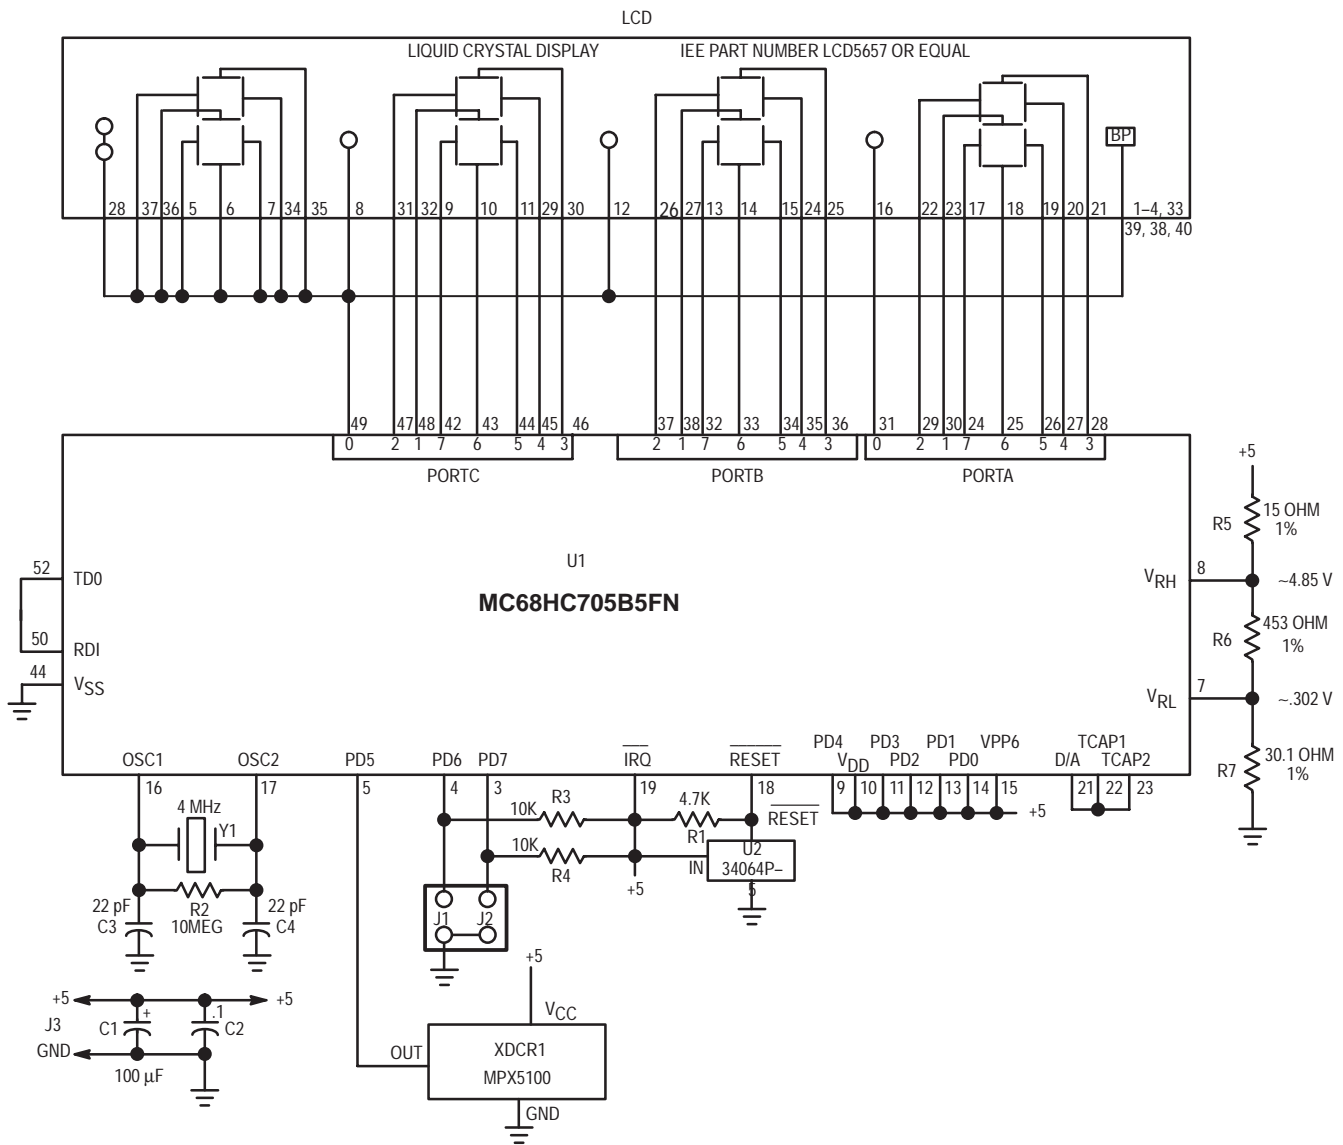 LCD
LIQUID CRYSTAL DISPLAY IEE PART NUMBER LCD5657 OR EQUAL
BP
28 37 36 5 6 7 34 35 8 31 32 9 10 11 29 30 12 26 27 13 14 15 24 25 16 22 23 17 18 19 20 21 1–4, 33
39, 38, 40
49 47 48 42 43 44 45 46 37 38 32 33 34 35 36 31 29 30 24 25 26 27 28
0 2 1 7 6 5 4 3 2 1 7 6 5 4 3 0 2 1 7 6 5 4 3
PORTC PORTB PORTA
+5
R5 15 OHM
1%
U1
MC68HC705B5FN
52 TD0
VRH 8 ~4.85 V
R6 453 OHM
1%
50 RDI
44 VSS
VRL 7 ~.302 V
R7 30.1 OHM
1%
OSC1 OSC2 PD5 PD6 PD7 IRQ RESET PD4 VDD PD3 PD2 PD1 PD0 VPP6 D/A TCAP1 TCAP2
16 17 5 4 3 19 18 9 10 11 12 13 14 15 21 22 23
+5
4 MHz
Y1
10K R3 4.7K
R1
RESET
10K
R4
+5
IN U2
34064P–
5
R2
10MEG
22 pF
C3
22 pF
C4
J1 J2
+5 +5
J3 C1 + .1 C2
GND
100 µF
+5
VCC
OUT XDCR1
MPX5100
GND